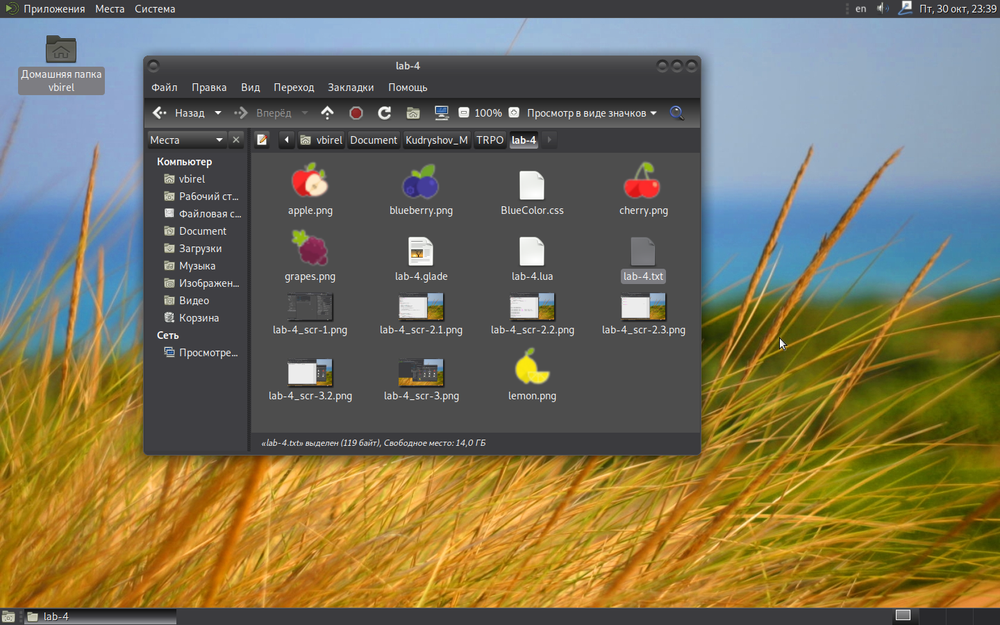 Приложения Места Система
en Пт, 30 окт, 23:39
Домашняя папка
vbirel
lab-4
Файл Правка Вид Переход Закладки Помощь
Назад Вперёд 100% Просмотр в виде значков
Места
vbirel Document Kudryshov_M TRPO lab-4
Компьютер
vbirel
Рабочий ст...
Файловая с...
Document
Загрузки
Музыка
Изображен...
Видео
Корзина
Сеть
Просмотре...
apple.png blueberry.png BlueColor.css cherry.png
grapes.png lab-4.glade lab-4.lua lab-4.txt
lab-4_scr-1.png lab-4_scr-2.1.png lab-4_scr-2.2.png lab-4_scr-2.3.png
lab-4_scr-3.2.png lab-4_scr-3.png lemon.png
«lab-4.txt» выделен (119 байт), Свободное место: 14,0 ГБ
lab-4